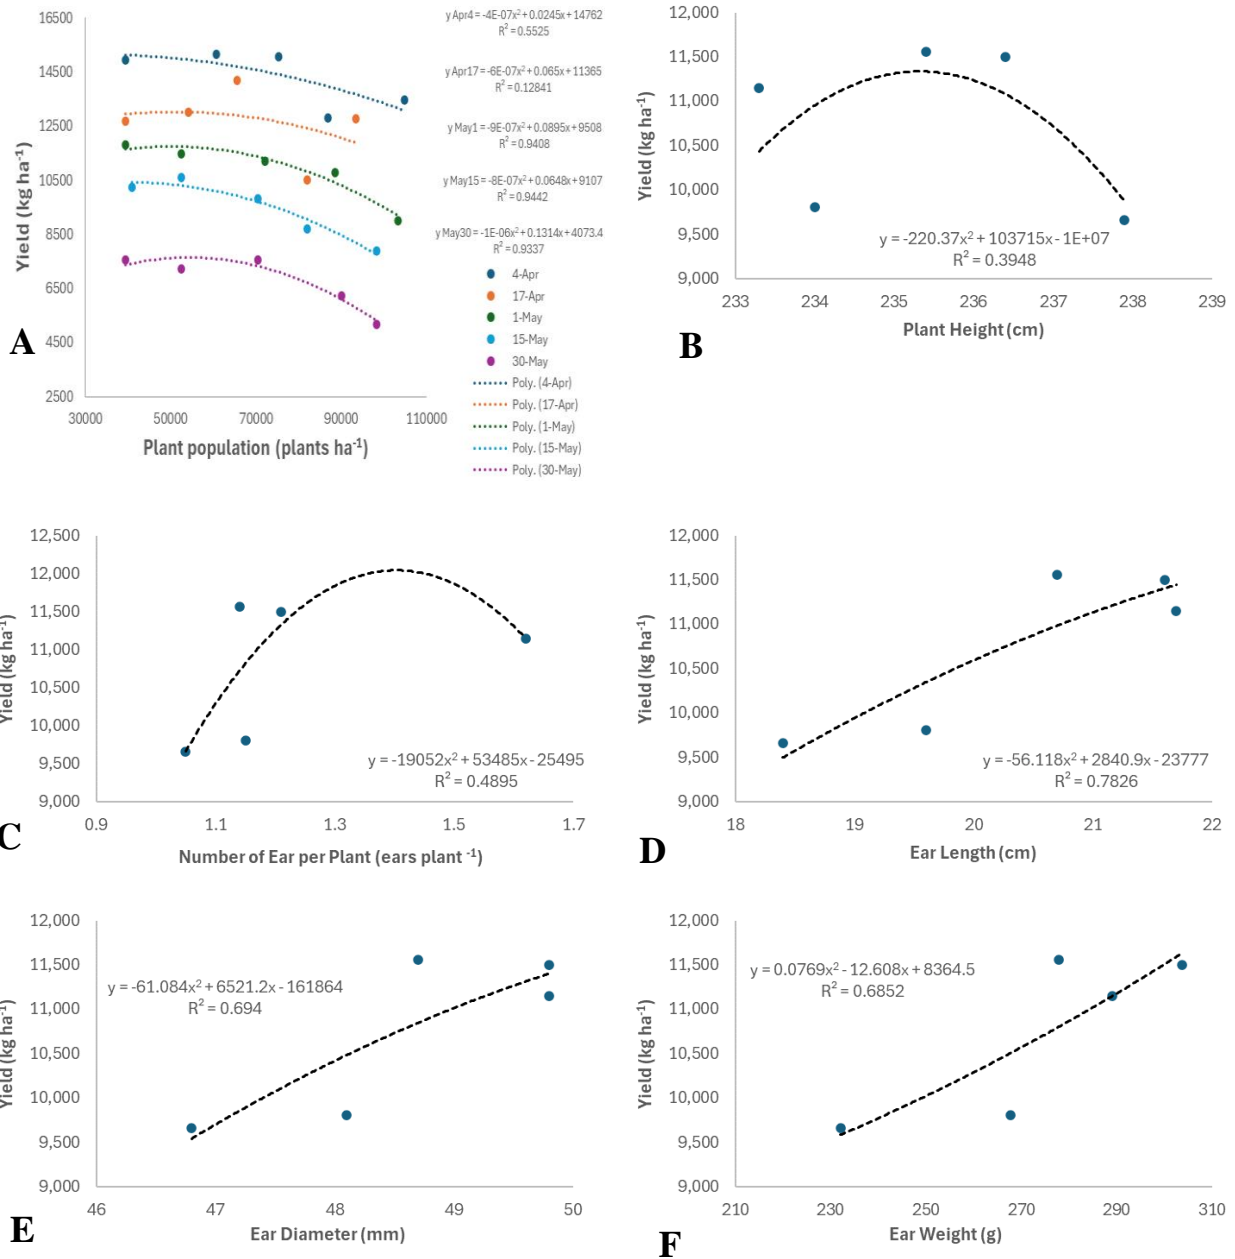 16500
14500
12500
10500
8500
6500
4500
2500
30000 50000 70000 90000 110000
Yield (kg ha-1)
Plant population (plants ha-1)
y Apr4 = -4E-07x² + 0.0245x + 14762
R² = 0.5525
y Apr17 = -6E-07x² + 0.065x + 11365
R² = 0.12841
y May1 = -9E-07x² + 0.0895x + 9508
R² = 0.9408
y May15 = -8E-07x² + 0.0648x + 9107
R² = 0.9442
y May30 = -1E-06x² + 0.1314x + 4073.4
R² = 0.9337
4-Apr
17-Apr
1-May
15-May
30-May
Poly. (4-Apr)
Poly. (17-Apr)
Poly. (1-May)
Poly. (15-May)
Poly. (30-May)
A
12,000
11,500
11,000
10,500
10,000
9,500
9,000
233 234 235 236 237 238 239
Yield (kg ha-1)
Plant Height (cm)
y = -220.37x² + 103715x - 1E+07
R² = 0.3948
B
12,500
12,000
11,500
11,000
10,500
10,000
9,500
9,000
0.9 1.1 1.3 1.5 1.7
Yield (kg ha-1)
Number of Ear per Plant (ears plant -1)
y = -19052x² + 53485x - 25495
R² = 0.4895
C
12,000
11,500
11,000
10,500
10,000
9,500
9,000
18 19 20 21 22
Yield (kg ha-1)
Ear Length (cm)
y = -56.118x² + 2840.9x - 23777
R² = 0.7826
D
12,000
11,500
11,000
10,500
10,000
9,500
9,000
46 47 48 49 50
Yield (kg ha-1)
Ear Diameter (mm)
y = -61.084x² + 6521.2x - 161864
R² = 0.694
E
12,000
11,500
11,000
10,500
10,000
9,500
9,000
210 230 250 270 290 310
Yield (kg ha-1)
Ear Weight (g)
y = 0.0769x² - 12.608x + 8364.5
R² = 0.6852
F